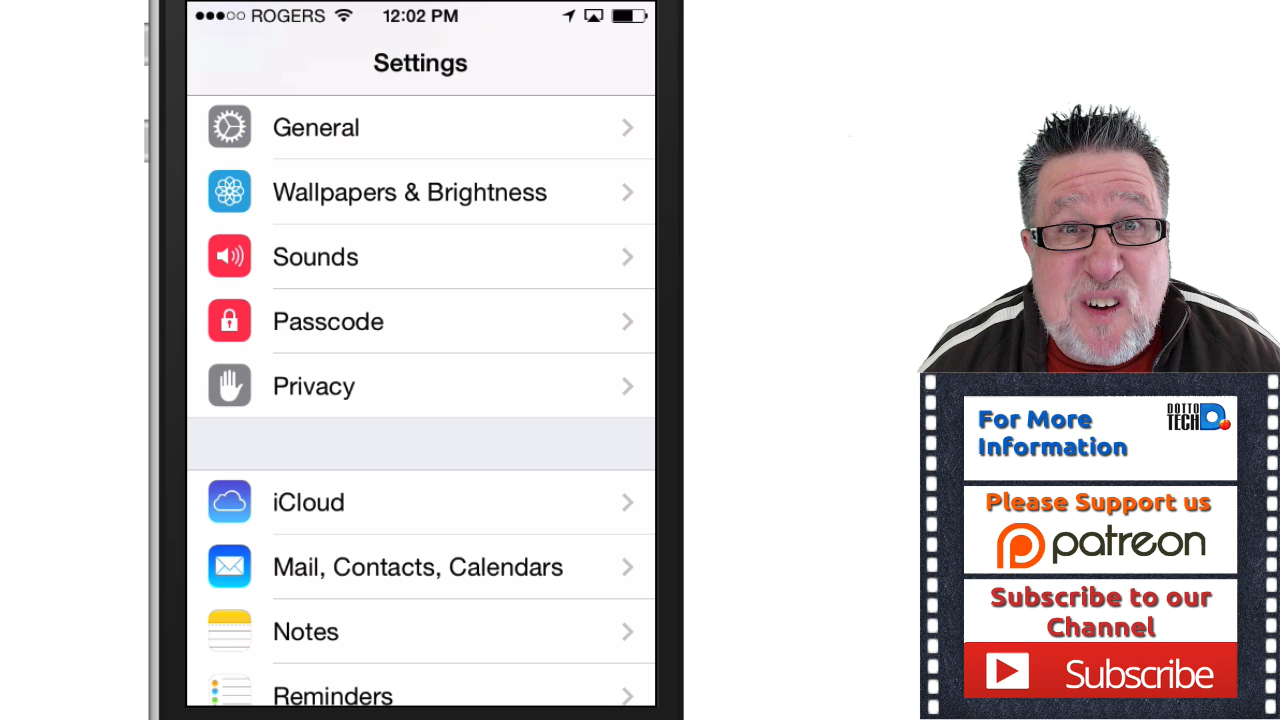 ROGERS 12:02 PM
Settings
General
Wallpapers & Brightness
Sounds
Passcode
Privacy
iCloud
Mail, Contacts, Calendars
Notes
Reminders
For More
Information
DOTTO
TECH
Please Support us
patreon
Subscribe to our
Channel
Subscribe